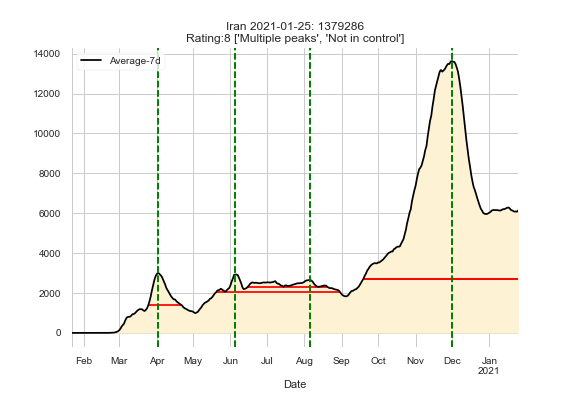 Iran 2021-01-25: 1379286
Rating:8 ['Multiple peaks', 'Not in control']
Average-7d
14000
12000
10000
8000
6000
4000
2000
0
Feb Mar Apr May Jun Jul Aug Sep Oct Nov Dec Jan
2021
Date